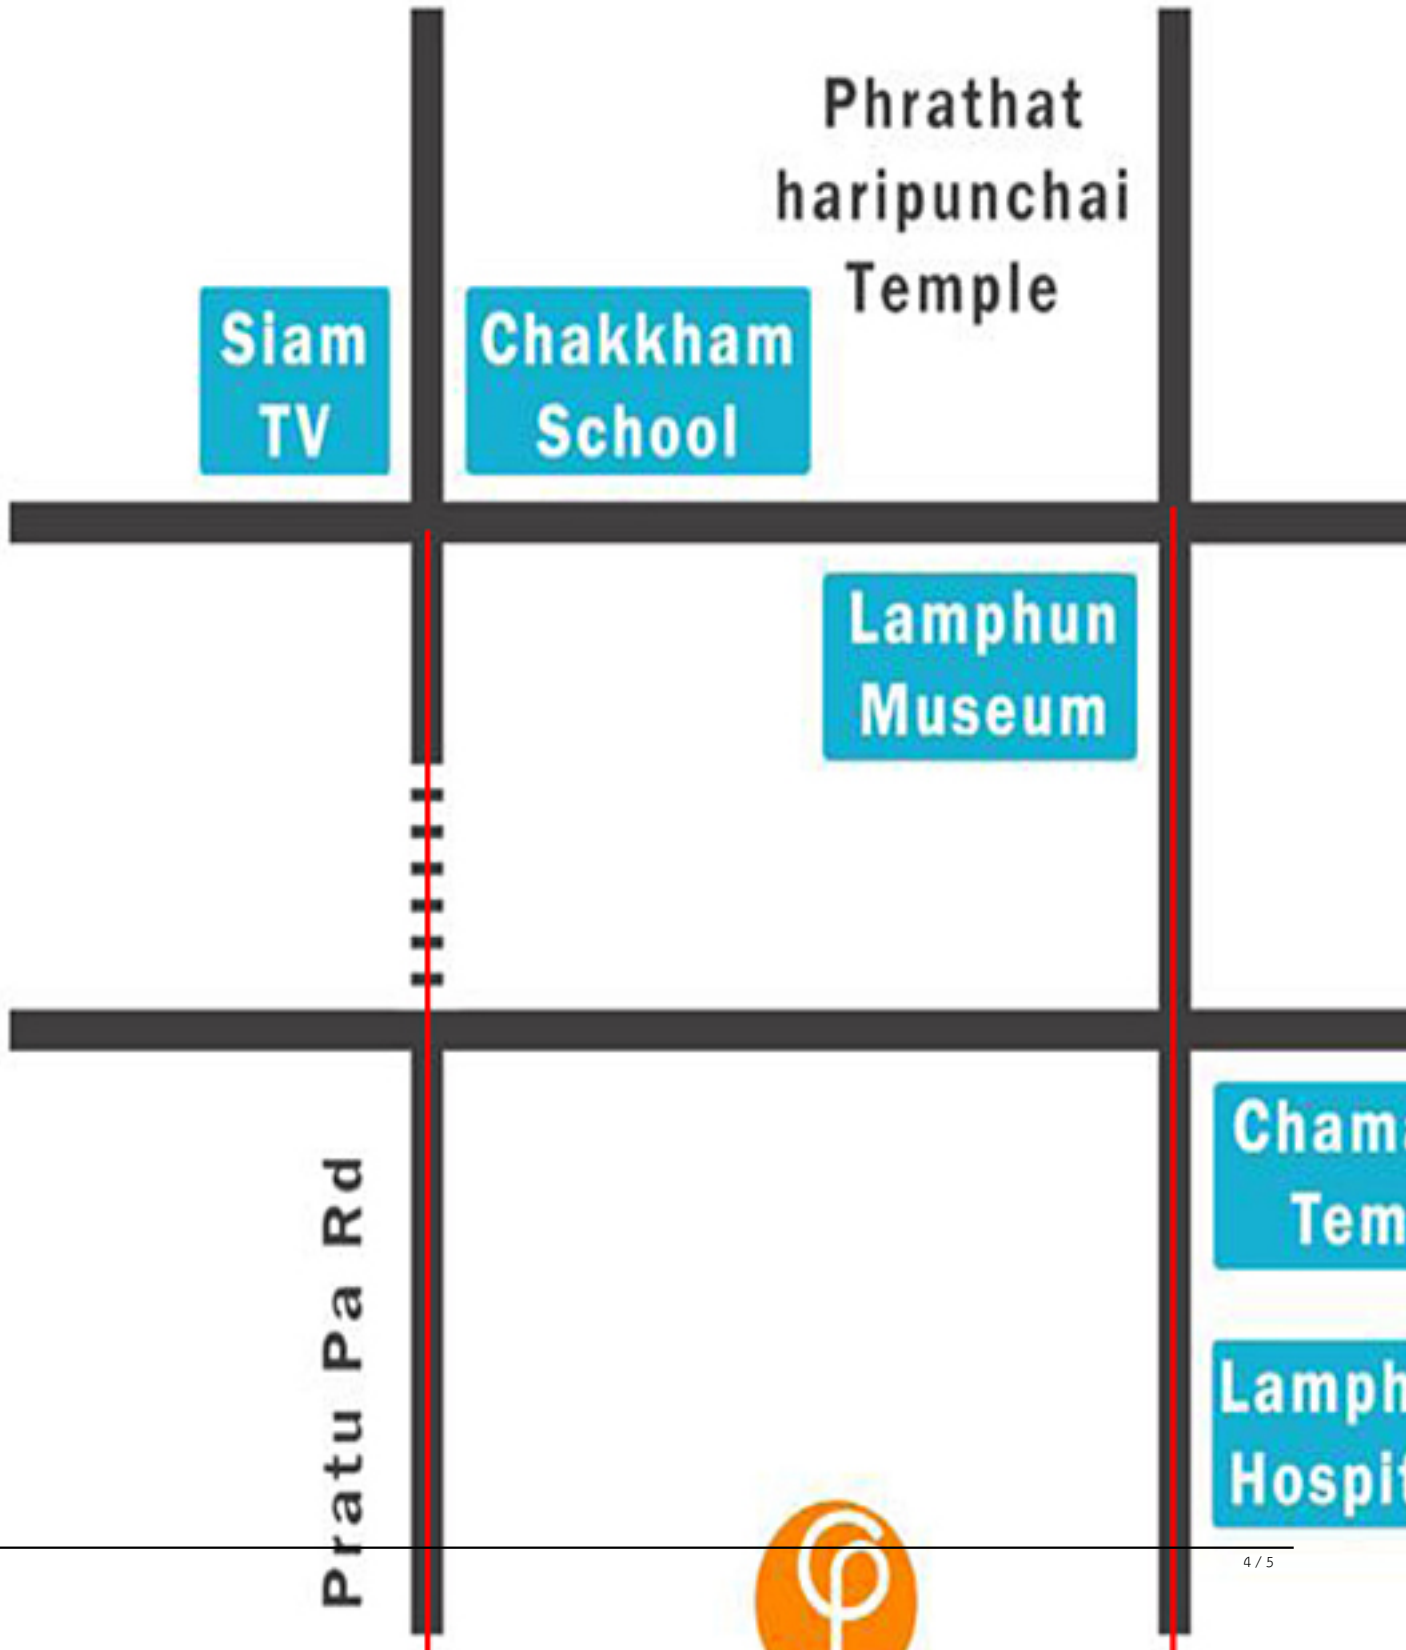 Phrathat
haripunchai
Temple
Siam
TV
Chakkham
School
Lamphun
Museum
Pratu Pa Rd
4 / 5